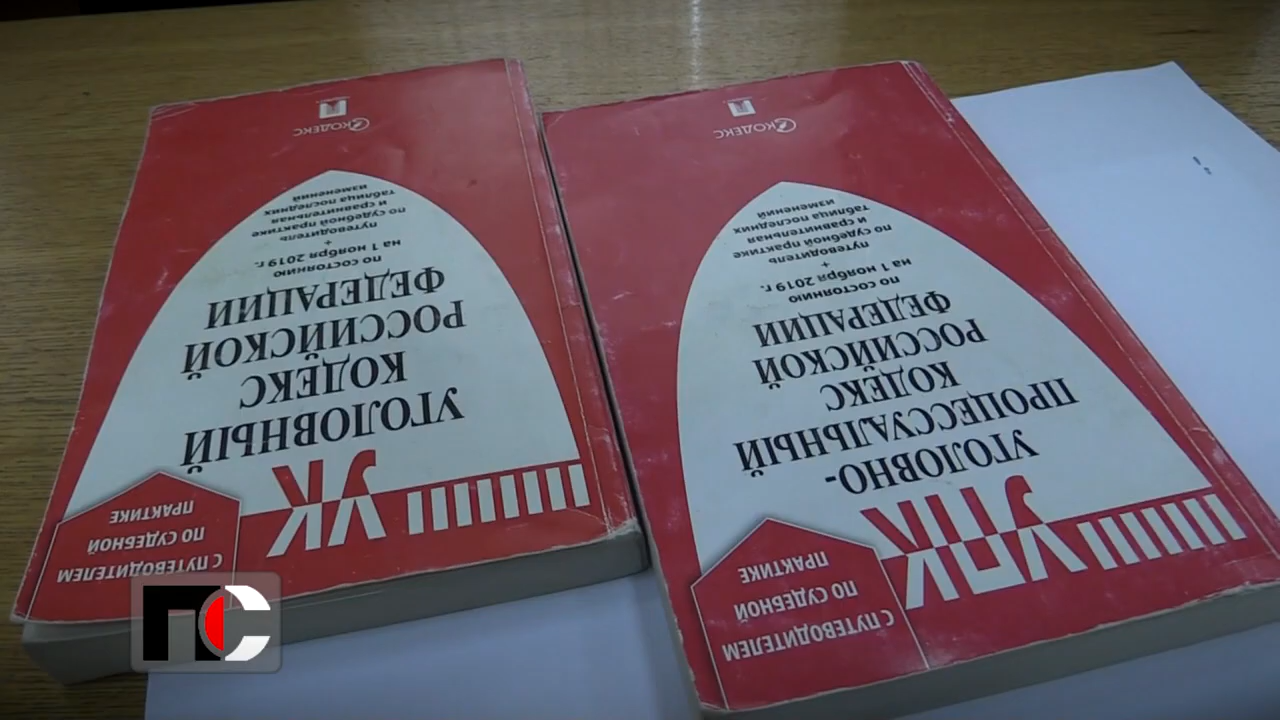 УК
УГОЛОВНЫЙ
КОДЕКС
РОССИЙСКОЙ
ФЕДЕРАЦИИ
ПО СОСТОЯНИЮ
на 1 ноября 2019 г.
+
путеводитель
по судебной практике
и сравнительная
таблица последних
изменений
С ПУТЕВОДИТЕЛЕМ
ПО СУДЕБНОЙ
ПРАКТИКЕ
КОДЕКС
УПК
УГОЛОВНО-
ПРОЦЕССУАЛЬНЫЙ
КОДЕКС
РОССИЙСКОЙ
ФЕДЕРАЦИИ
ПО СОСТОЯНИЮ
на 1 ноября 2019 г.
+
путеводитель
по судебной практике
и сравнительная
таблица последних
изменений
С ПУТЕВОДИТЕЛЕМ
ПО СУДЕБНОЙ
ПРАКТИКЕ
КОДЕКС
ПС